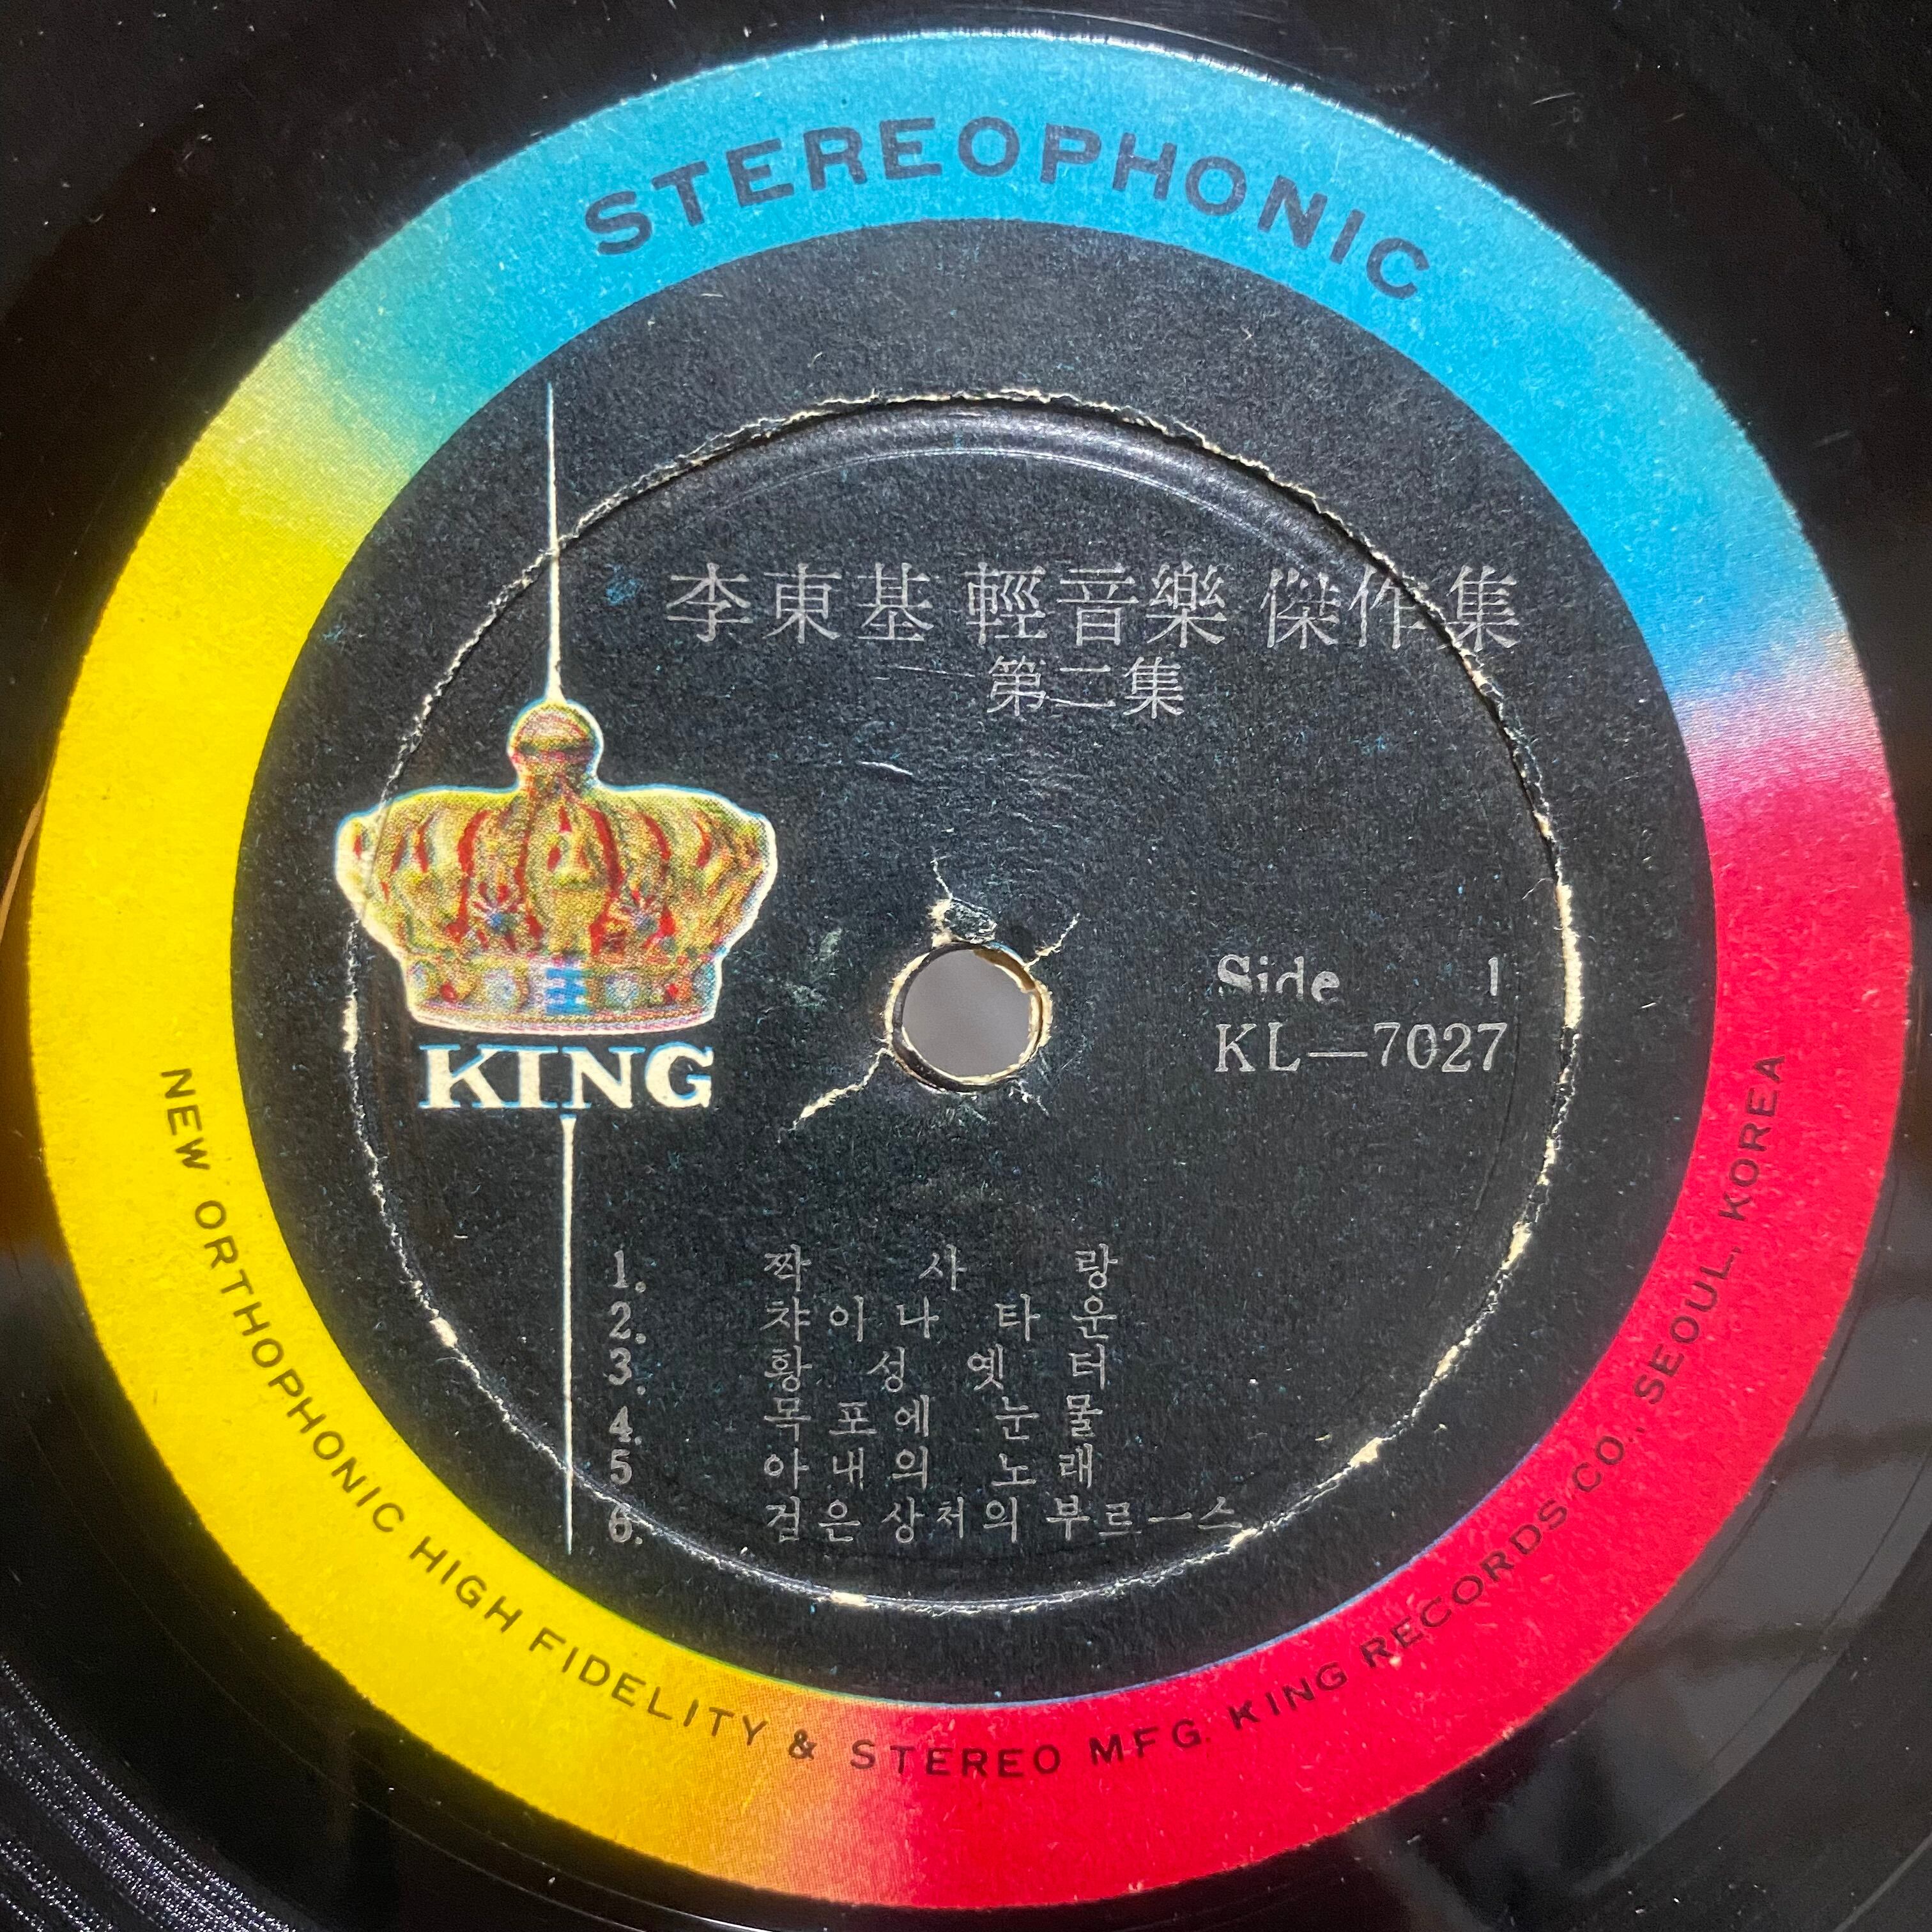 STEREOPHONIC
李東基 輕音樂 傑作集
第二集
KING
Side 1
KL—7027
1. 짝 사 랑
2. 챠이나 타운
3. 황 성 옛 터
4. 목포에 눈물
5 아내의 노래
6. 검은 상처의 부르ー스
NEW ORTHOPHONIC HIGH FIDELITY & STEREO MFG. KING RECORDS CO., SEOUL, KOREA